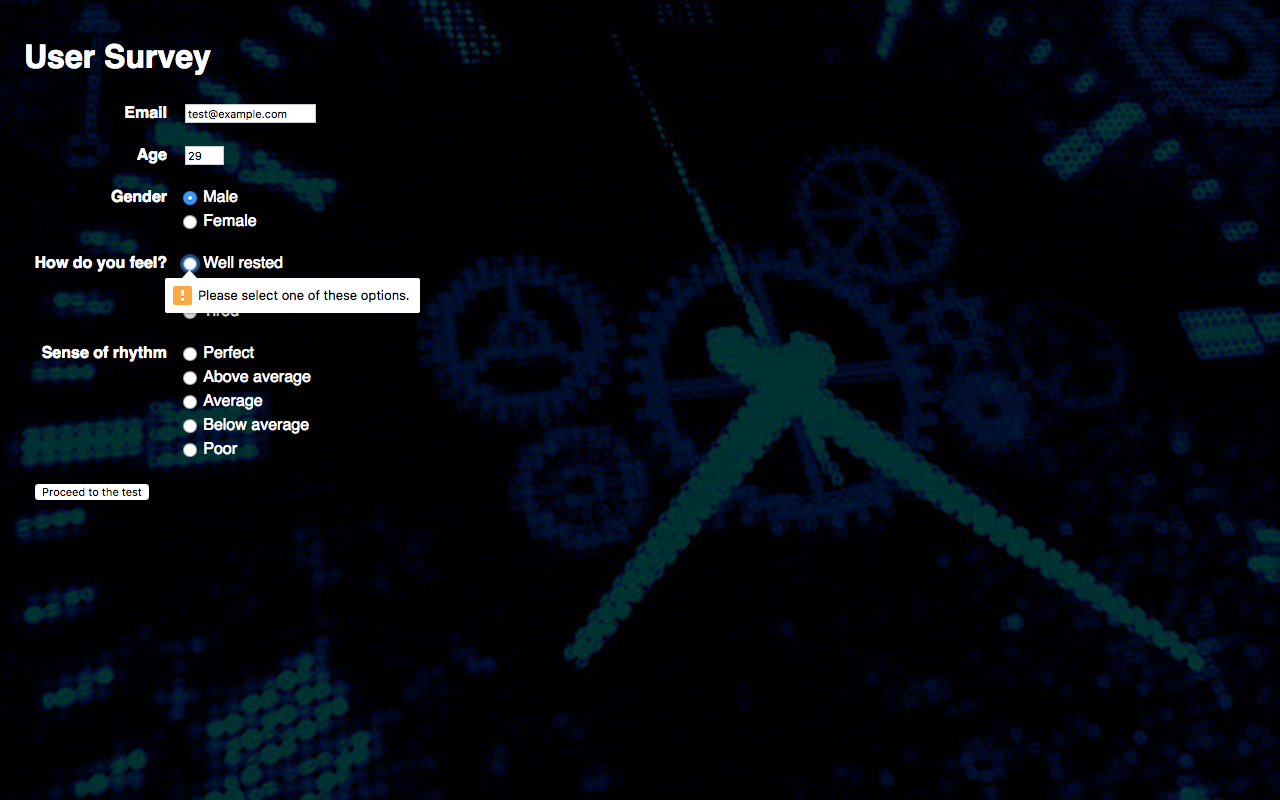 User Survey
Email test@example.com
Age 29
Gender Male
Female
How do you feel? Well rested
! Please select one of these options.
Sense of rhythm Perfect
Above average
Average
Below average
Poor
Proceed to the test